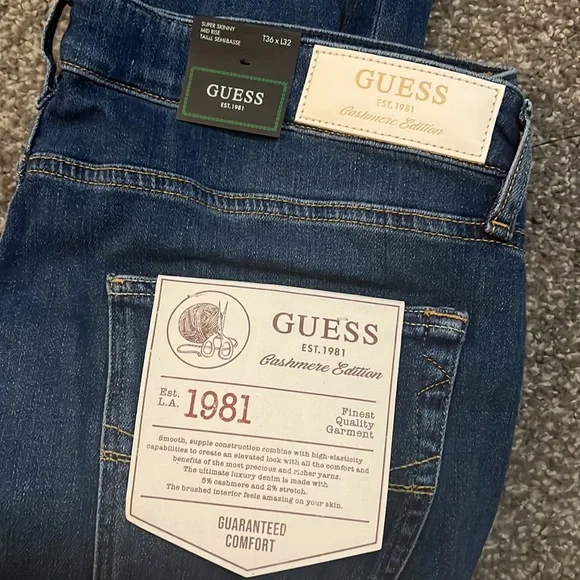 SUPER SKINNY
MID RISE
TAILLE SEMI-BASSE
T36 x L32
GUESS
EST. 1981
GUESS
EST. 1981
Cashmere Edition
GUESS
EST. 1981
Cashmere Edition
Est.
L.A.
1981
Finest
Quality
Garment
Smooth, supple construction combine with high-elasticity
capabilities to create an elevated look with all the comfort and
benefits of the most precious and richer yarns.
The ultimate luxury denim is made with
5% cashmere and 2% stretch.
The brushed interior feels amazing on your skin.
GUARANTEED
COMFORT